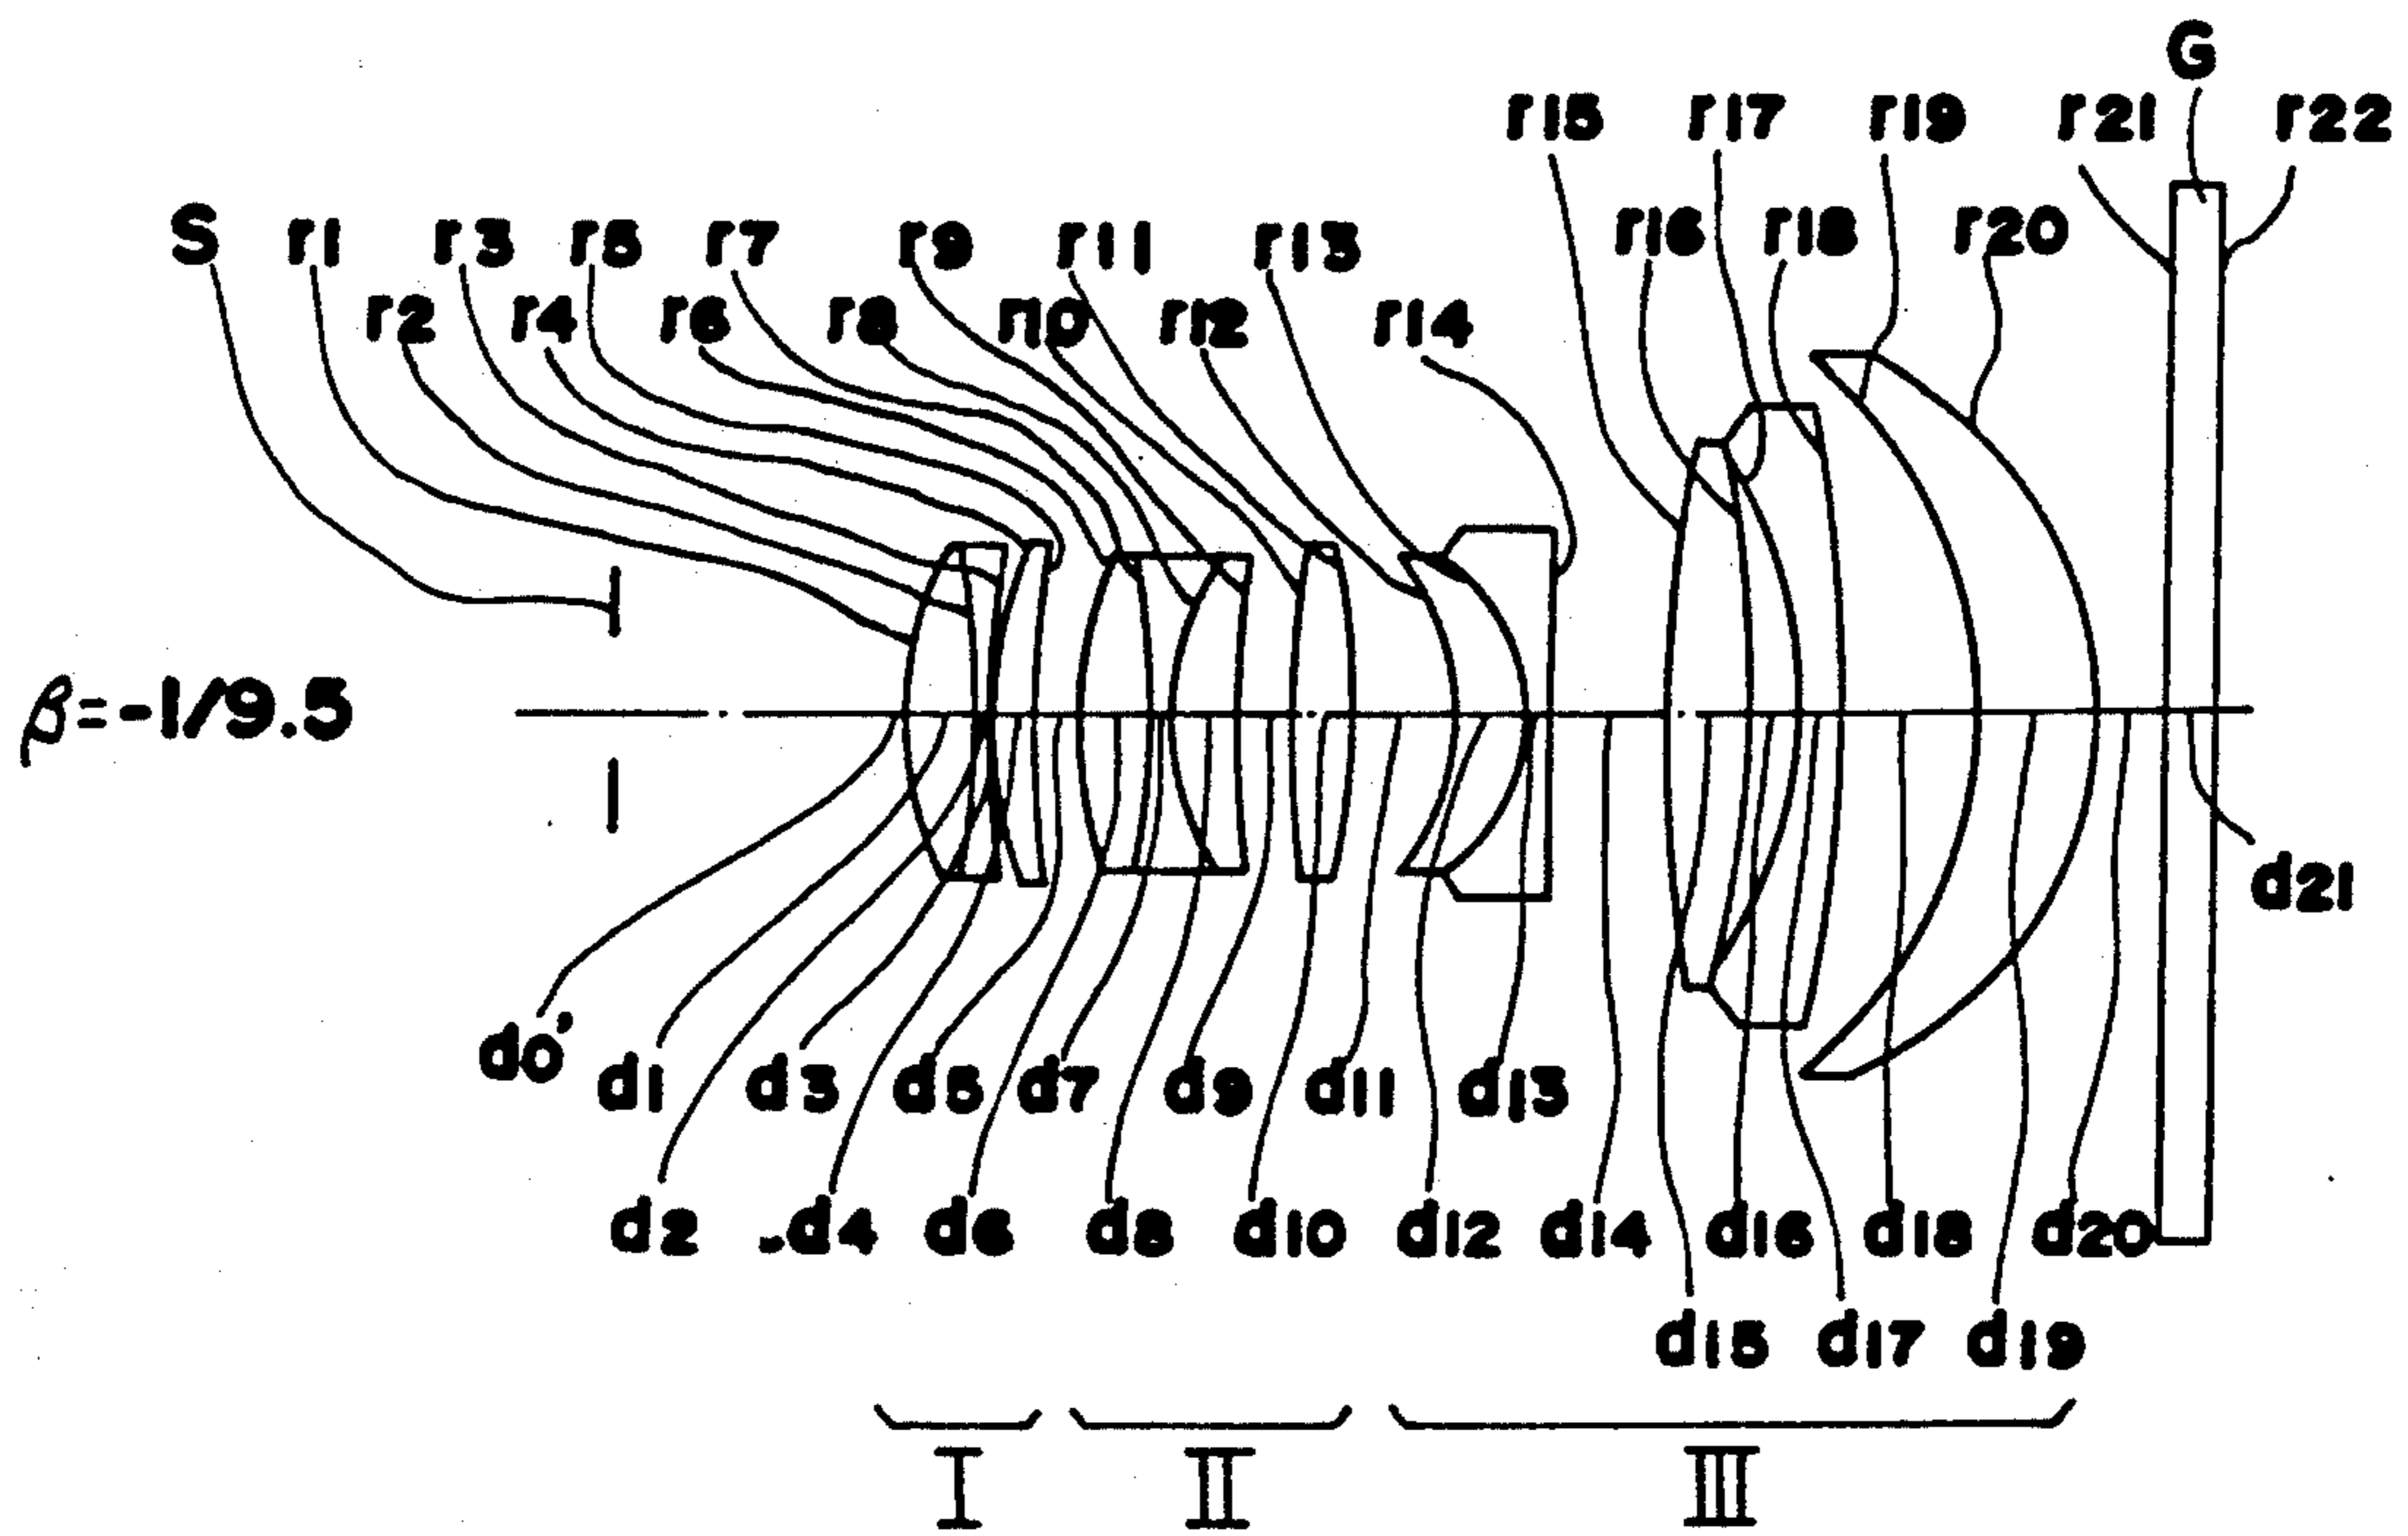 G
r15 r17 r19 r21 r22
S r1 r3 r5 r7 r9 r11 r13 r16 r18 r20
r2 r4 r6 r8 r10 r12 r14
β=-1/9.5
d21
d0'
d1 d3 d5 d7 d9 d11 d13
d2 d4 d6 d8 d10 d12 d14 d16 d18 d20
d15 d17 d19
I II III